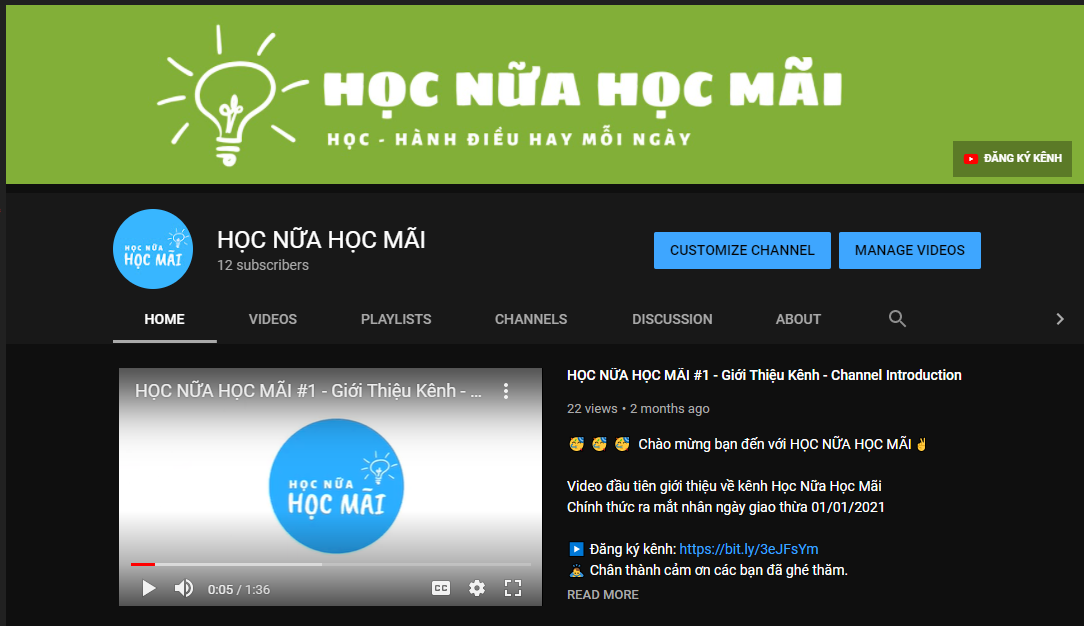 HỌC NỮA HỌC MÃI
HỌC - HÀNH ĐIỀU HAY MỖI NGÀY
ĐĂNG KÝ KÊNH
HỌC NỮA
HỌC MÃI
HỌC NỮA HỌC MÃI
12 subscribers
CUSTOMIZE CHANNEL
MANAGE VIDEOS
HOME VIDEOS PLAYLISTS CHANNELS DISCUSSION ABOUT
HỌC NỮA HỌC MÃI #1 - Giới Thiệu Kênh - ...
HỌC NỮA
HỌC MÃI
0:05 / 1:36
CC
HỌC NỮA HỌC MÃI #1 - Giới Thiệu Kênh - Channel Introduction
22 views • 2 months ago
🥳 🥳 🥳 Chào mừng bạn đến với HỌC NỮA HỌC MÃI ✌
Video đầu tiên giới thiệu về kênh Học Nữa Học Mãi
Chính thức ra mắt nhân ngày giao thừa 01/01/2021
▶ Đăng ký kênh: https://bit.ly/3eJFsYm
🙇 Chân thành cảm ơn các bạn đã ghé thăm.
READ MORE